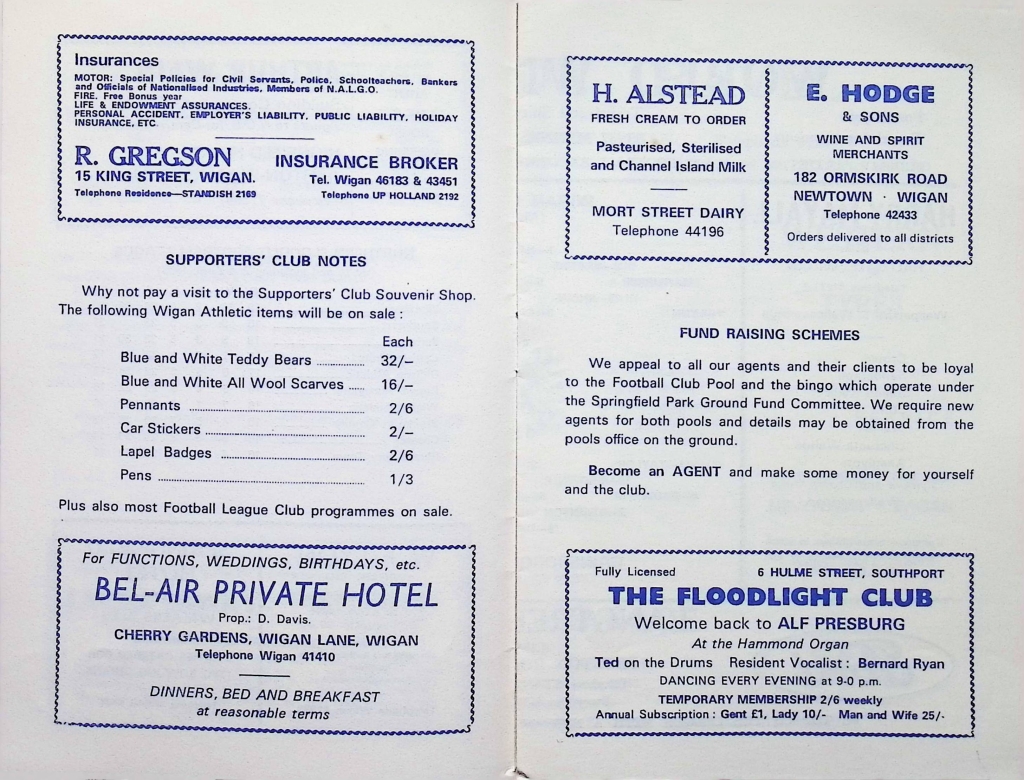 Insurances
MOTOR: Special Policies for Civil Servants, Police, Schoolteachers, Bankers
and Officials of Nationalised Industries, Members of N.A.L.G.O.
FIRE. Free Bonus year
LIFE & ENDOWMENT ASSURANCES.
PERSONAL ACCIDENT, EMPLOYER'S LIABILITY, PUBLIC LIABILITY, HOLIDAY
INSURANCE, ETC.
R. GREGSON INSURANCE BROKER
15 KING STREET, WIGAN. Tel. Wigan 46183 & 43451
Telephone Residence—STANDISH 2169 Telephone UP HOLLAND 2192
SUPPORTERS' CLUB NOTES
Why not pay a visit to the Supporters' Club Souvenir Shop.
The following Wigan Athletic items will be on sale :
Each
Blue and White Teddy Bears ............ 32/–
Blue and White All Wool Scarves ..... 16/–
Pennants ............ 2/6
Car Stickers ............ 2/–
Lapel Badges ............ 2/6
Pens ............ 1/3
Plus also most Football League Club programmes on sale.
For FUNCTIONS, WEDDINGS, BIRTHDAYS, etc.
BEL-AIR PRIVATE HOTEL
Prop.: D. Davis.
CHERRY GARDENS, WIGAN LANE, WIGAN
Telephone Wigan 41410
DINNERS, BED AND BREAKFAST
at reasonable terms
H. ALSTEAD
FRESH CREAM TO ORDER
Pasteurised, Sterilised
and Channel Island Milk
MORT STREET DAIRY
Telephone 44196
E. HODGE
& SONS
WINE AND SPIRIT
MERCHANTS
182 ORMSKIRK ROAD
NEWTOWN · WIGAN
Telephone 42433
Orders delivered to all districts
FUND RAISING SCHEMES
We appeal to all our agents and their clients to be loyal
to the Football Club Pool and the bingo which operate under
the Springfield Park Ground Fund Committee. We require new
agents for both pools and details may be obtained from the
pools office on the ground.
Become an AGENT and make some money for yourself
and the club.
Fully Licensed 6 HULME STREET, SOUTHPORT
THE FLOODLIGHT CLUB
Welcome back to ALF PRESBURG
At the Hammond Organ
Ted on the Drums Resident Vocalist : Bernard Ryan
DANCING EVERY EVENING at 9-0 p.m.
TEMPORARY MEMBERSHIP 2/6 weekly
Annual Subscription : Gent £1, Lady 10/- Man and Wife 25/-